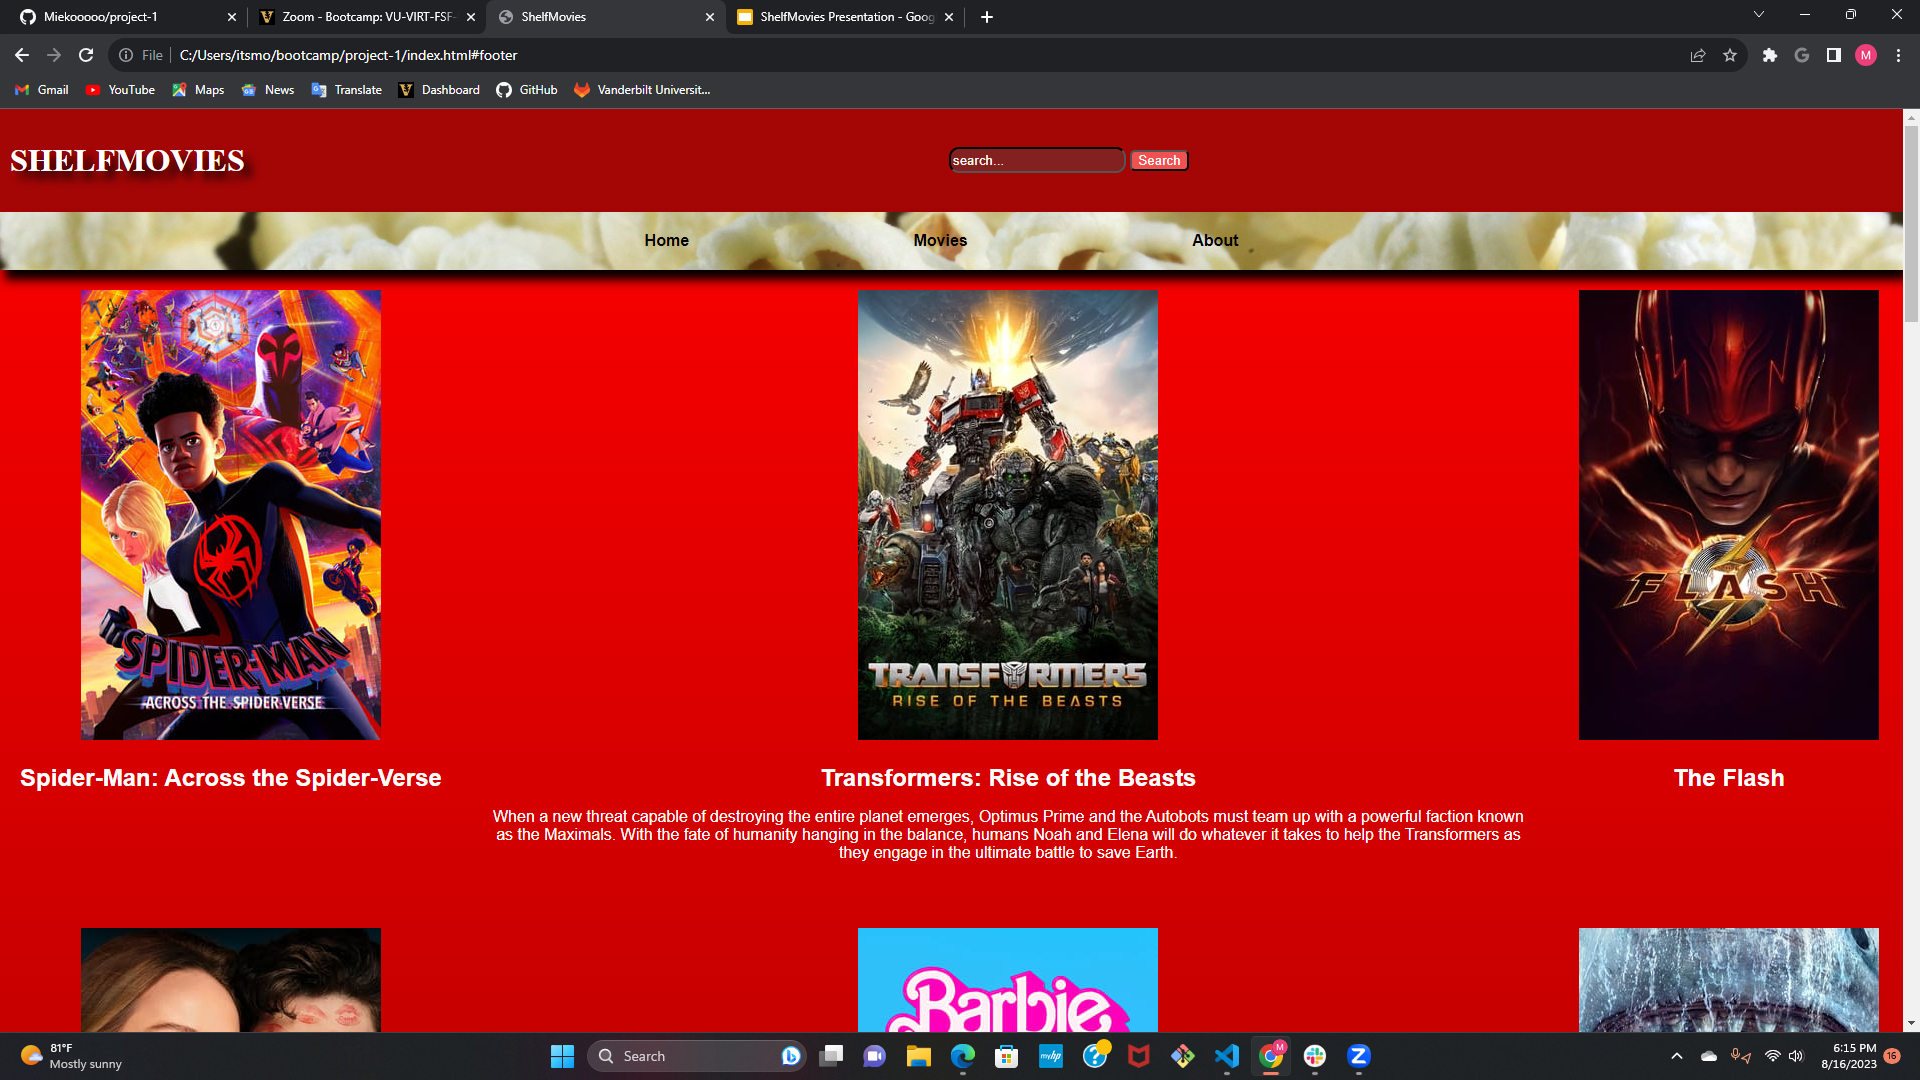 Miekooooo/project-1
Zoom - Bootcamp: VU-VIRT-FSF-
ShelfMovies
ShelfMovies Presentation - Goog
File
C:/Users/itsmo/bootcamp/project-1/index.html#footer
M
Gmail
YouTube
Maps
News
Translate
Dashboard
GitHub
Vanderbilt Universit...
SHELFMOVIES
search...
Search
Home
Movies
About
SPIDER-MAN
ACROSS THE SPIDER-VERSE
TRANSFORMERS
RISE OF THE BEASTS
FLASH
Spider-Man: Across the Spider-Verse
Transformers: Rise of the Beasts
The Flash
When a new threat capable of destroying the entire planet emerges, Optimus Prime and the Autobots must team up with a powerful faction known
as the Maximals. With the fate of humanity hanging in the balance, humans Noah and Elena will do whatever it takes to help the Transformers as
they engage in the ultimate battle to save Earth.
Barbie
81°F
Mostly sunny
Search
myhp
M
6:15 PM
8/16/2023
16